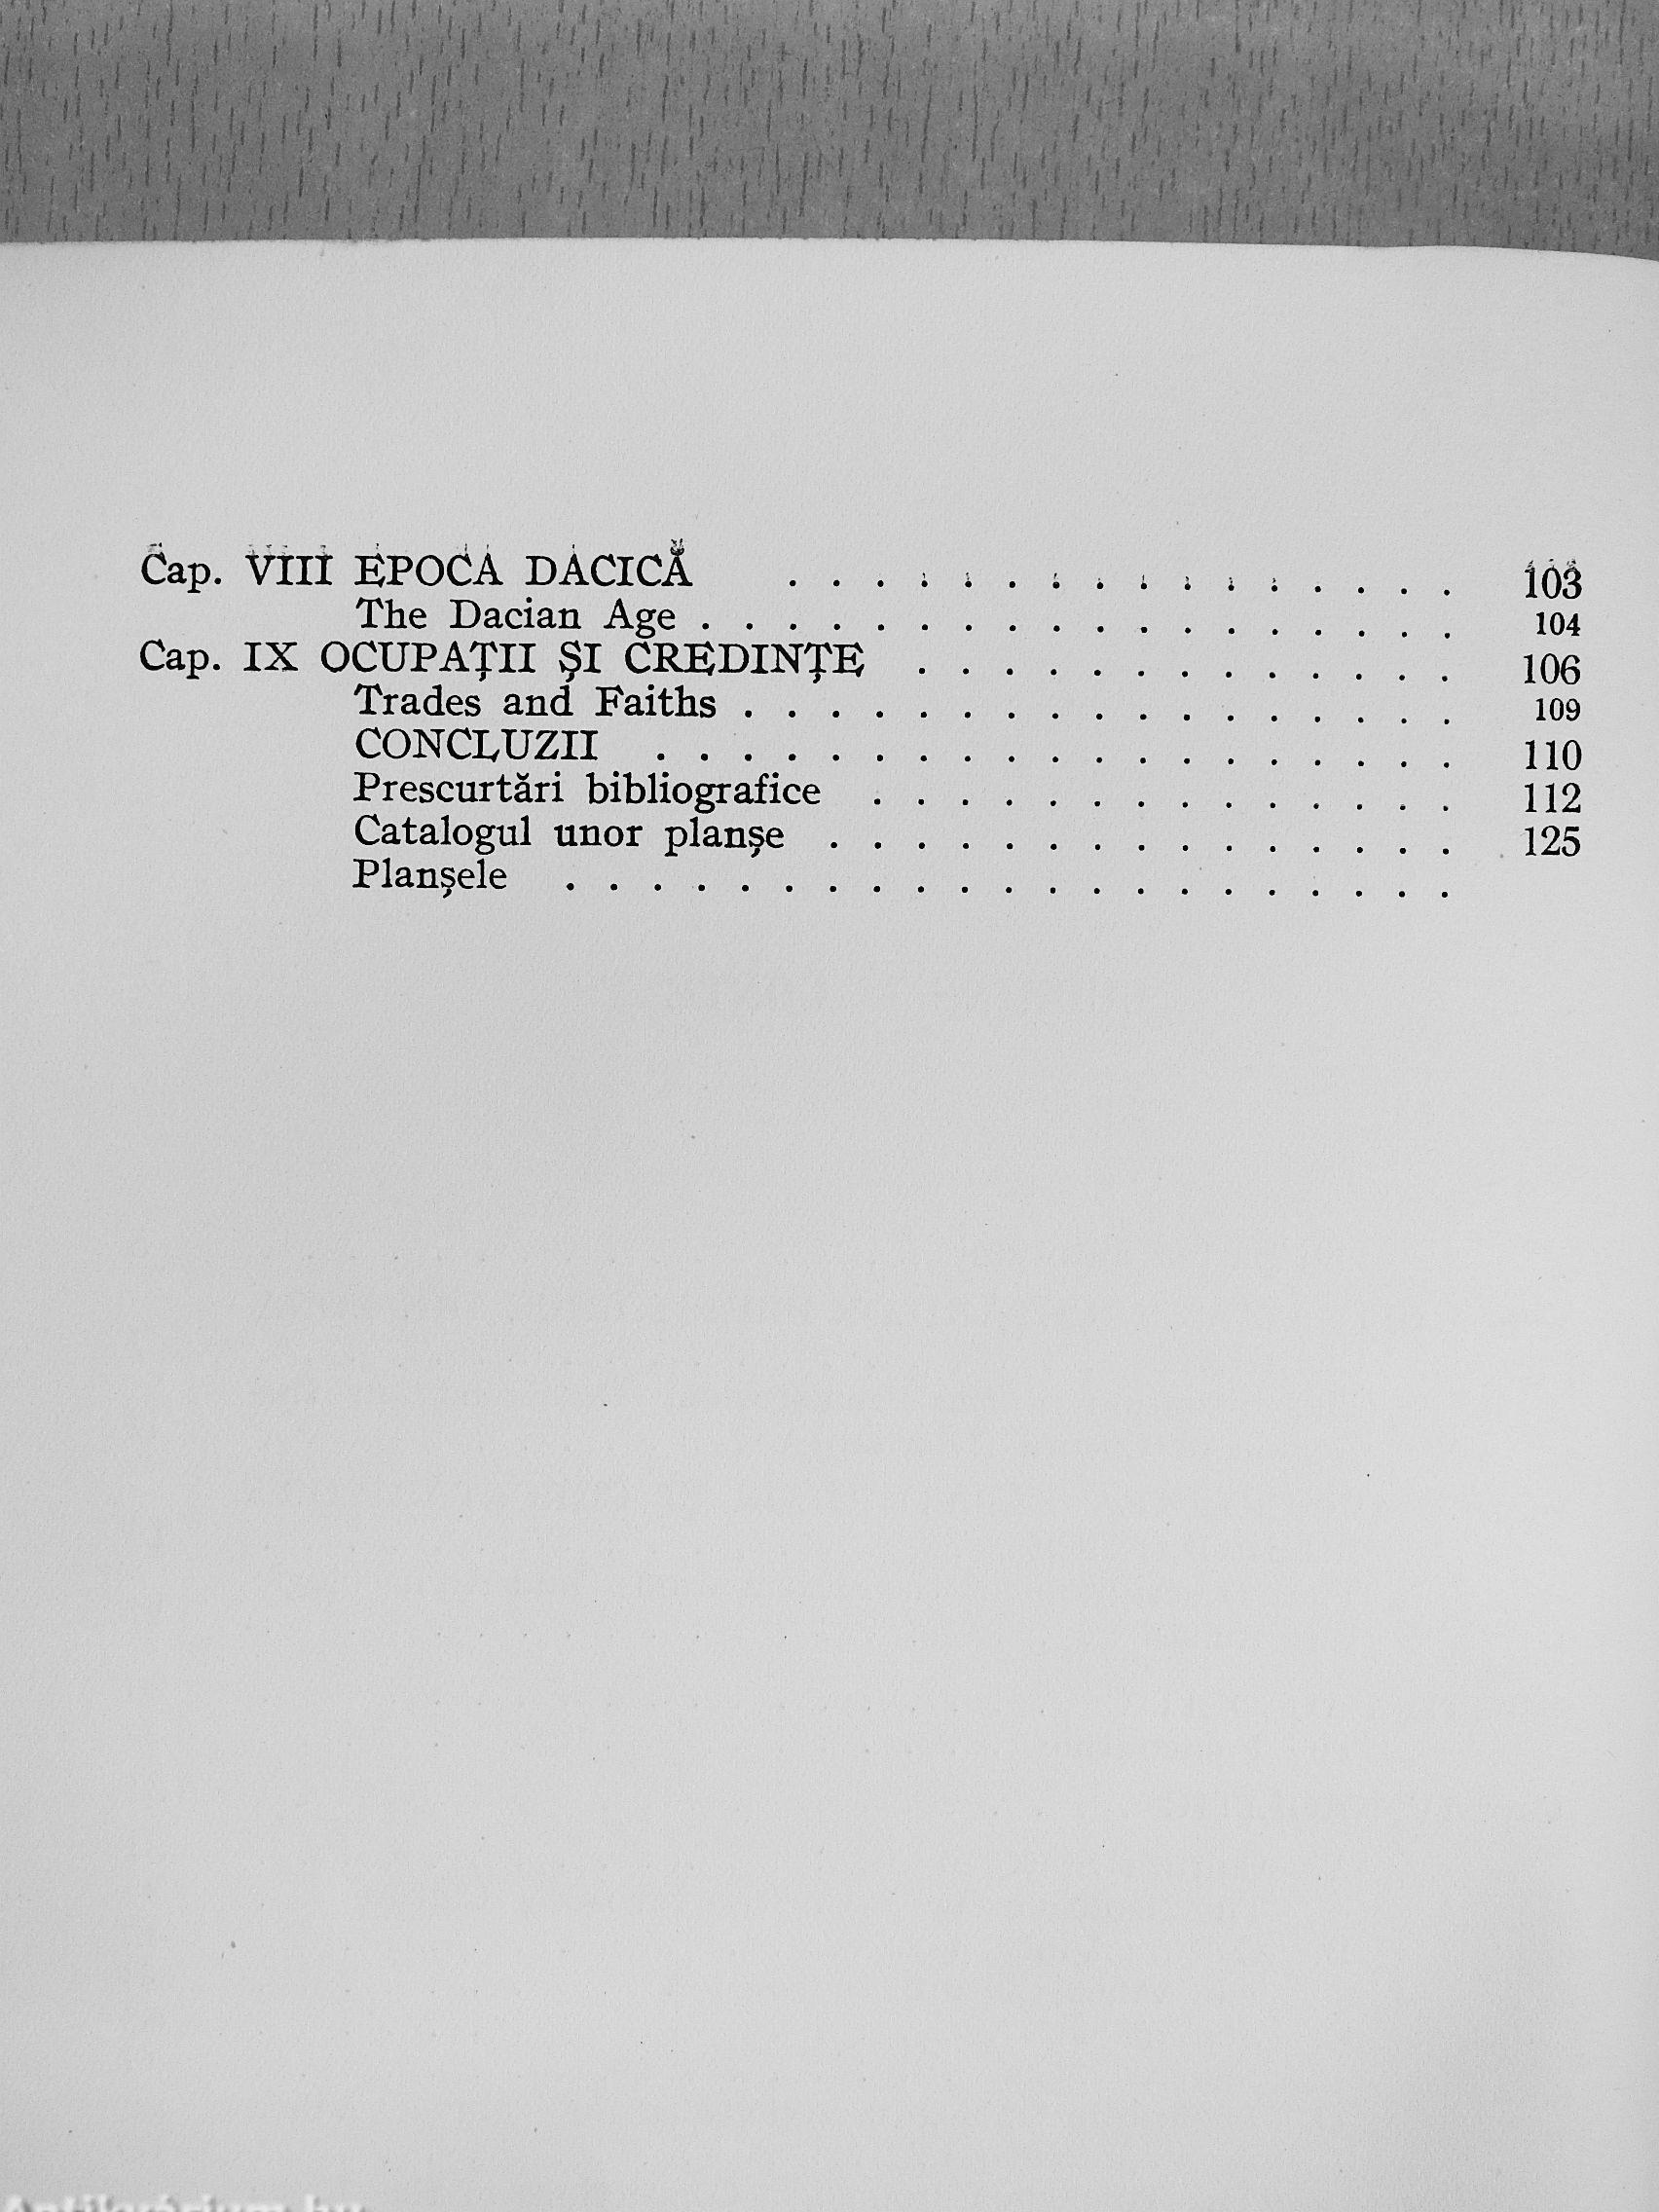 Cap. VIII EPOCA DACICĂ . . . . . . . . . . . . . . . . 103
The Dacian Age . . . . . . . . . . . . . . . . . . 104
Cap. IX OCUPAȚII ȘI CREDINȚE . . . . . . . . . . . . . 106
Trades and Faiths . . . . . . . . . . . . . . . . . 109
CONCLUZII . . . . . . . . . . . . . . . . . . . 110
Prescurtări bibliografice . . . . . . . . . . . . . . 112
Catalogul unor planșe . . . . . . . . . . . . . . . 125
Planșele . . . . . . . . . . . . . . . . . . . . .